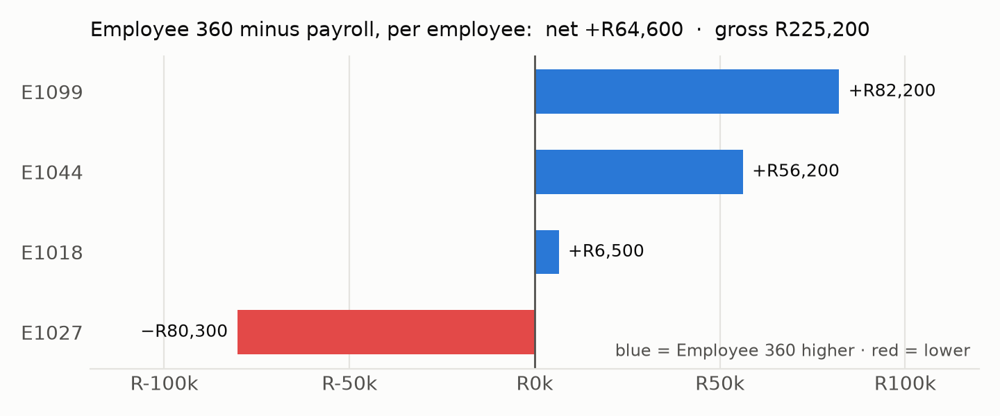 Employee 360 minus payroll, per employee:  net +R64,600  ·  gross R225,200
E1099
+R82,200
E1044
+R56,200
E1018
+R6,500
E1027
−R80,300
blue = Employee 360 higher · red = lower
R-100k
R-50k
R0k
R50k
R100k